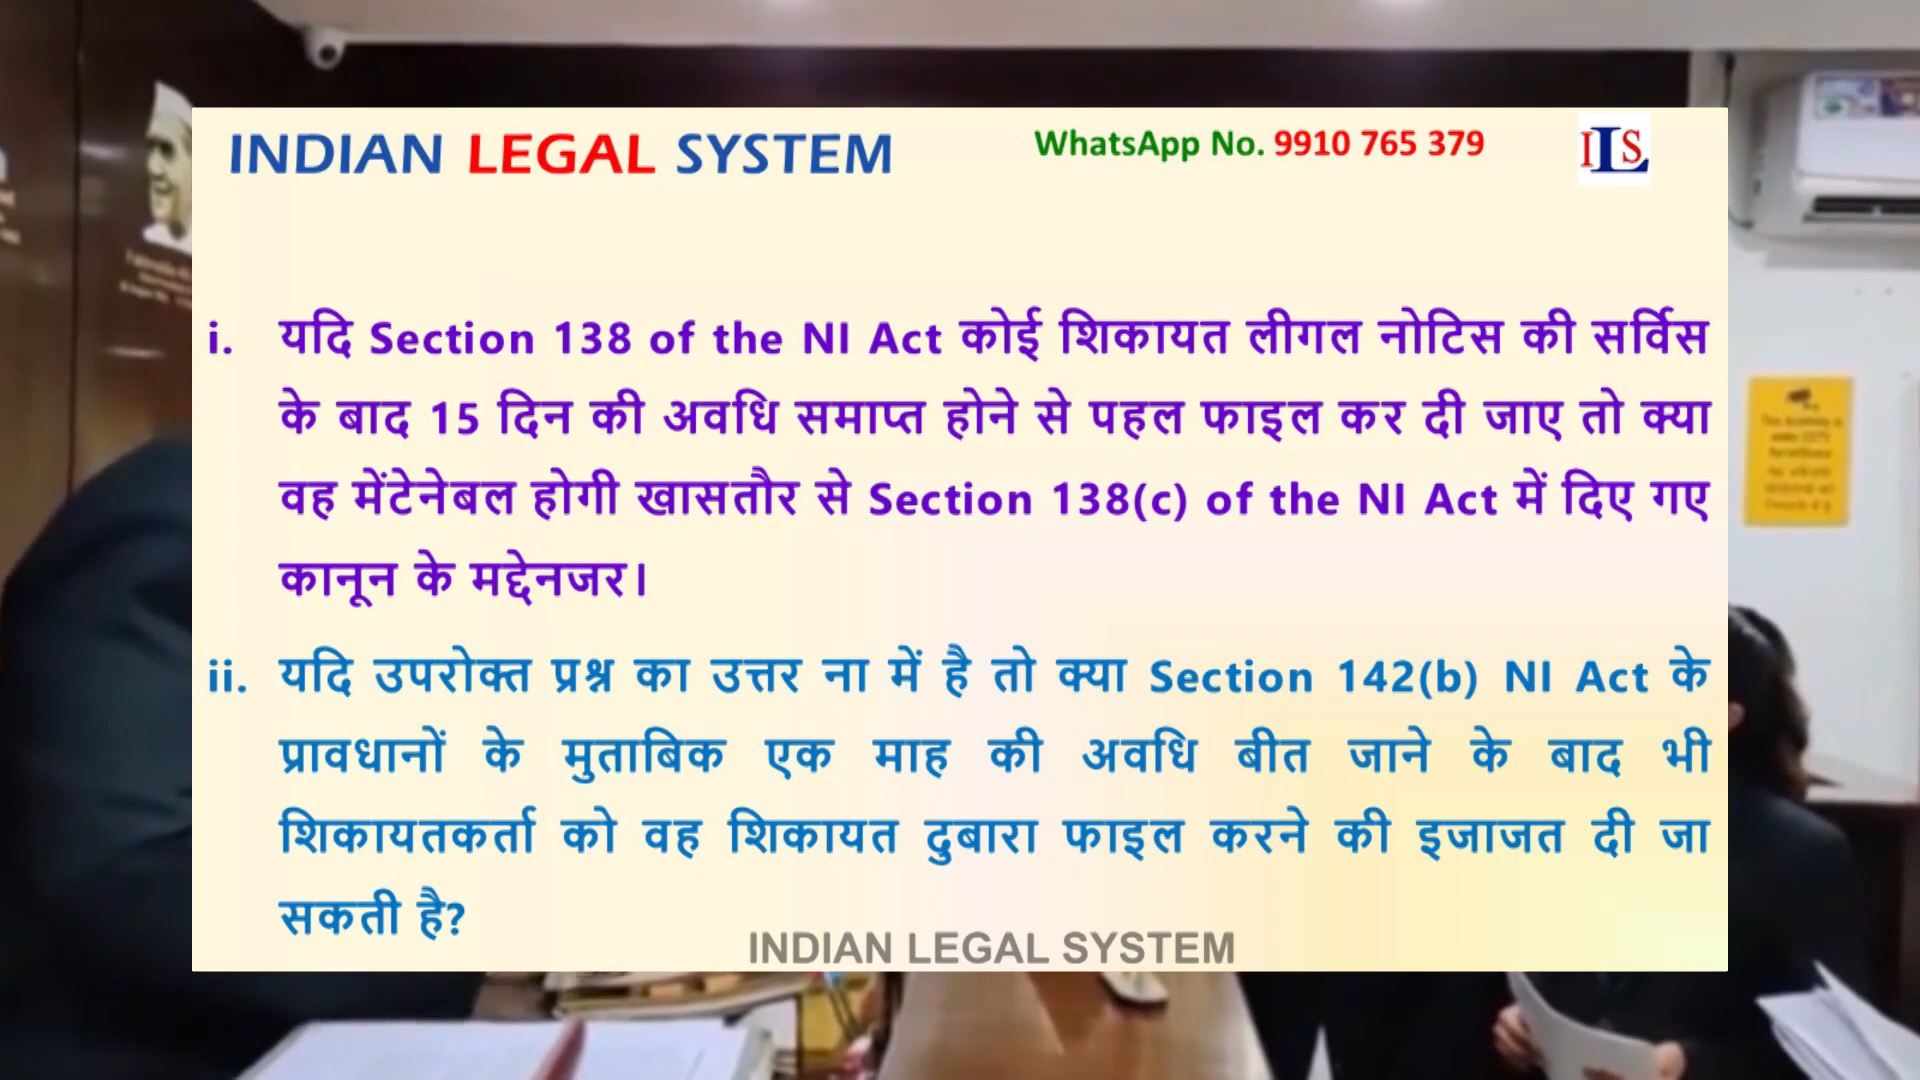 INDIAN LEGAL SYSTEM
WhatsApp No. 9910 765 379
ILS
i. यदि Section 138 of the NI Act कोई शिकायत लीगल नोटिस की सर्विस
के बाद 15 दिन की अवधि समाप्त होने से पहल फाइल कर दी जाए तो क्या
वह मेंटेनेबल होगी खासतौर से Section 138(c) of the NI Act में दिए गए
कानून के मद्देनजर।
ii. यदि उपरोक्त प्रश्न का उत्तर ना में है तो क्या Section 142(b) NI Act के
प्रावधानों के मुताबिक एक माह की अवधि बीत जाने के बाद भी
शिकायतकर्ता को वह शिकायत दुबारा फाइल करने की इजाजत दी जा
सकती है?
INDIAN LEGAL SYSTEM